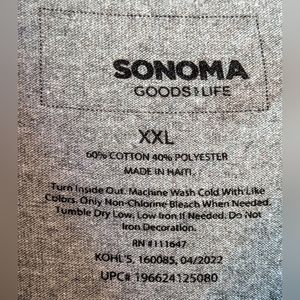 SONOMA
GOODS FOR LIFE
XXL
60% COTTON 40% POLYESTER
MADE IN HAITI.
Turn Inside Out. Machine Wash Cold With Like
Colors. Only Non-Chlorine Bleach When Needed.
Tumble Dry Low. Low Iron If Needed. Do Not
Iron Decoration.
RN #111647
KOHL'S, 160085, 04/2022
UPC# 196624125080